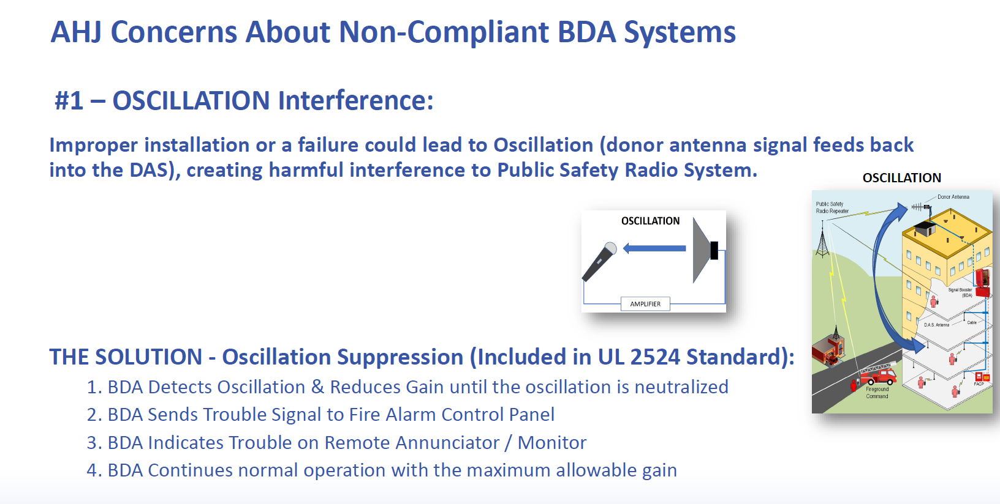 AHJ Concerns About Non-Compliant BDA Systems
#1 – OSCILLATION Interference:
Improper installation or a failure could lead to Oscillation (donor antenna signal feeds back
into the DAS), creating harmful interference to Public Safety Radio System.
OSCILLATION
AMPLIFIER
OSCILLATION
Donor Antenna
Public Safety
Radio Repeater
Signal Booster
(BDA)
D.A.S. Antenna
Cable
FACP
Fireground
Command
THE SOLUTION - Oscillation Suppression (Included in UL 2524 Standard):
1. BDA Detects Oscillation & Reduces Gain until the oscillation is neutralized
2. BDA Sends Trouble Signal to Fire Alarm Control Panel
3. BDA Indicates Trouble on Remote Annunciator / Monitor
4. BDA Continues normal operation with the maximum allowable gain